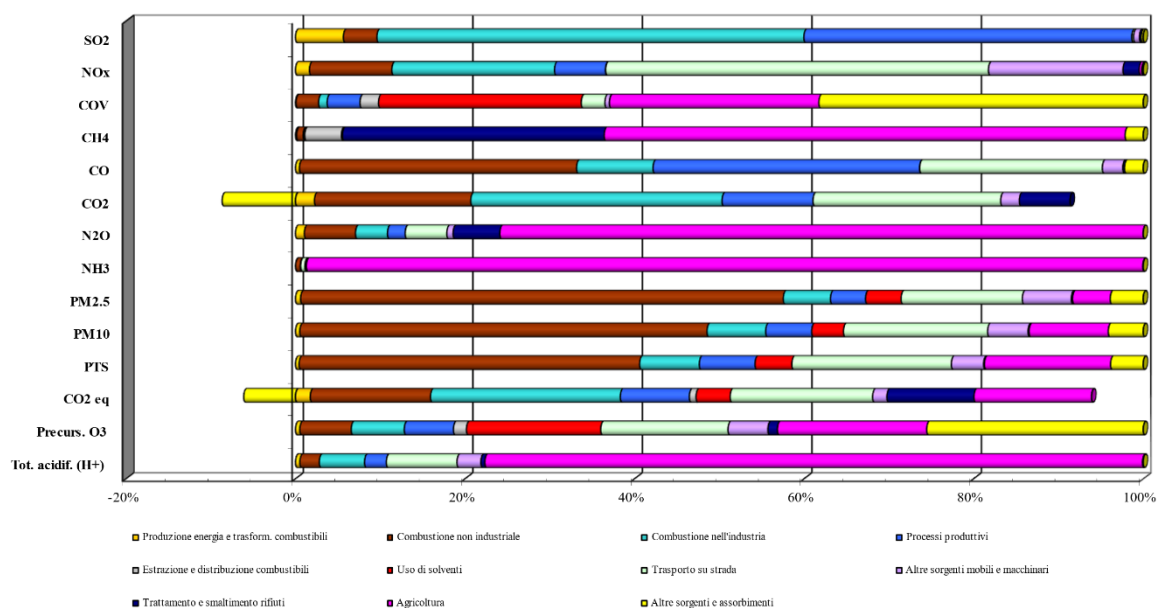 SO2
NOx
COV
CH4
CO
CO2
N2O
NH3
PM2.5
PM10
PTS
CO2 eq
Precurs. O3
Tot. acidif. (H+)
-20% 0% 20% 40% 60% 80% 100%
Produzione energia e trasform. combustibili Combustione non industriale Combustione nell'industria Processi produttivi
Estrazione e distribuzione combustibili Uso di solventi Trasporto su strada Altre sorgenti mobili e macchinari
Trattamento e smaltimento rifiuti Agricoltura Altre sorgenti e assorbimenti